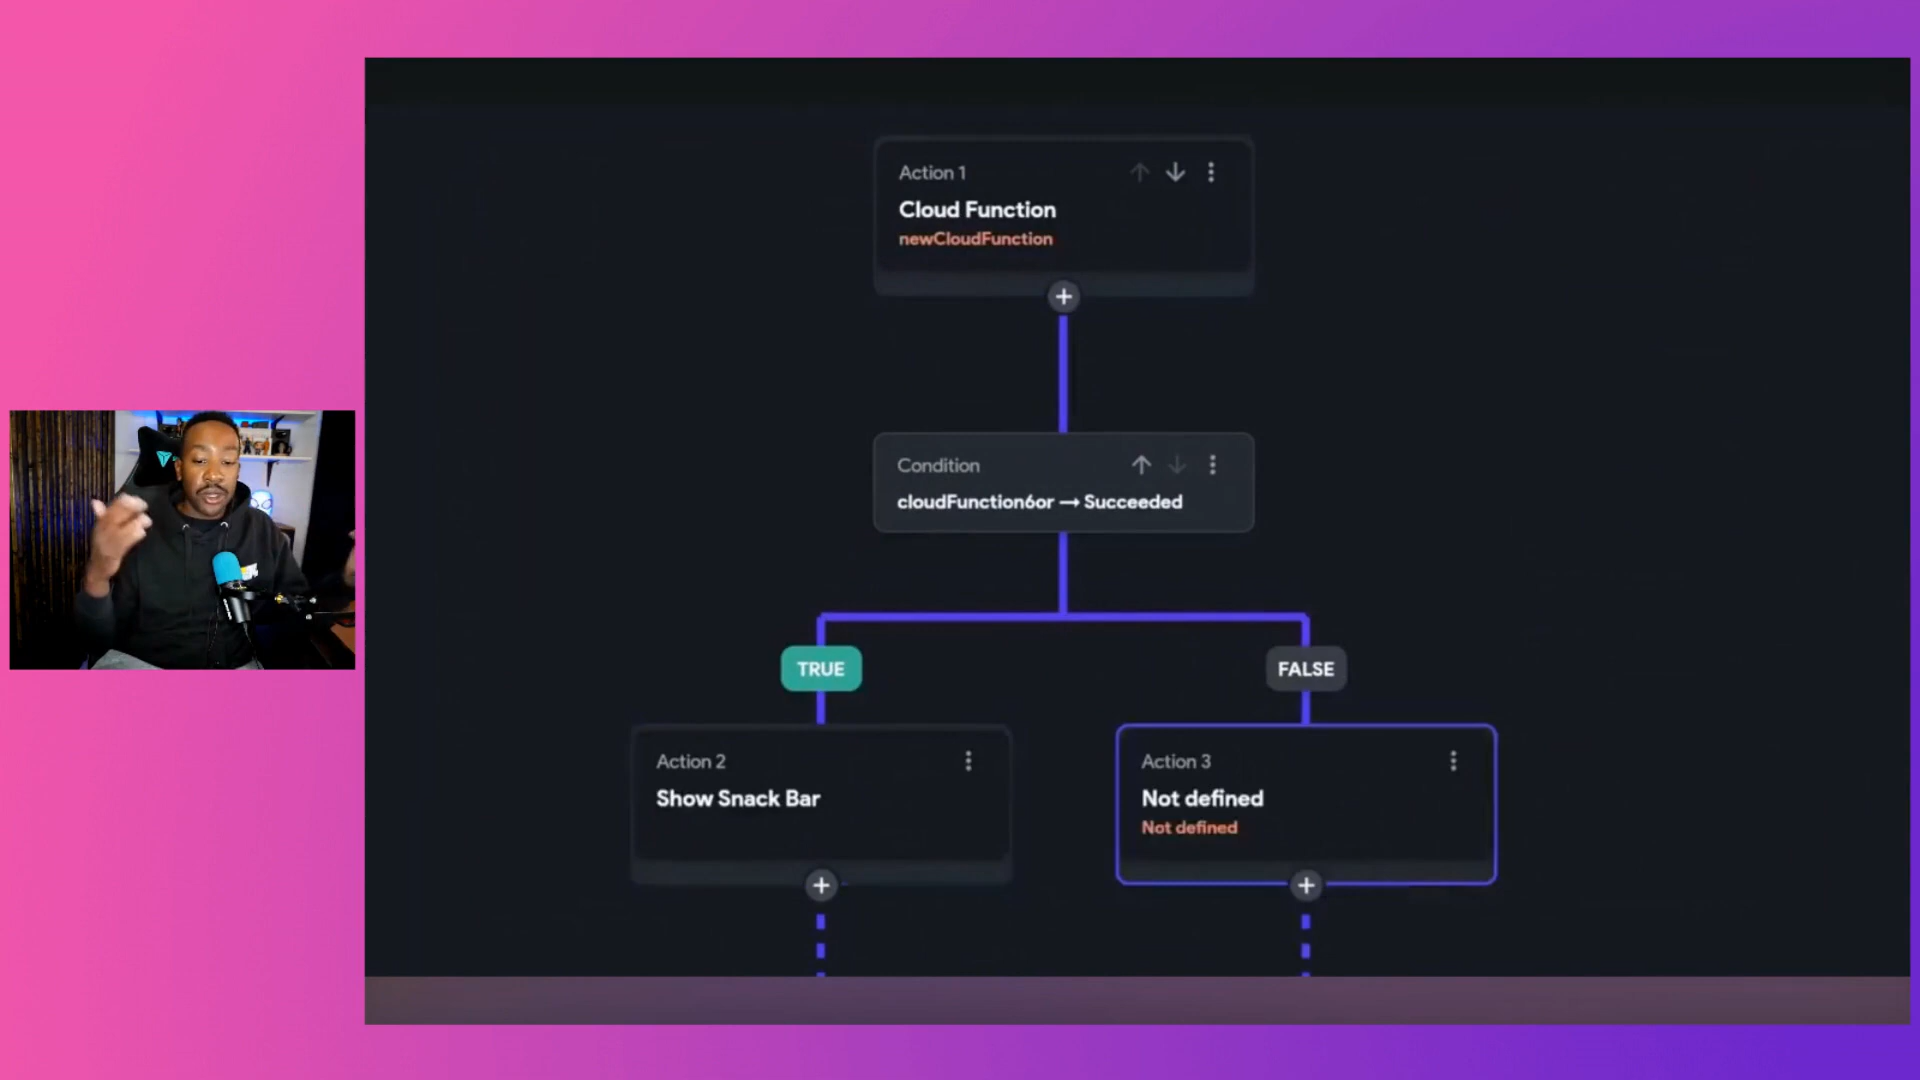 Action 1
Cloud Function
newCloudFunction
Condition
cloudFunction6or → Succeeded
TRUE
FALSE
Action 2
Show Snack Bar
Action 3
Not defined
Not defined